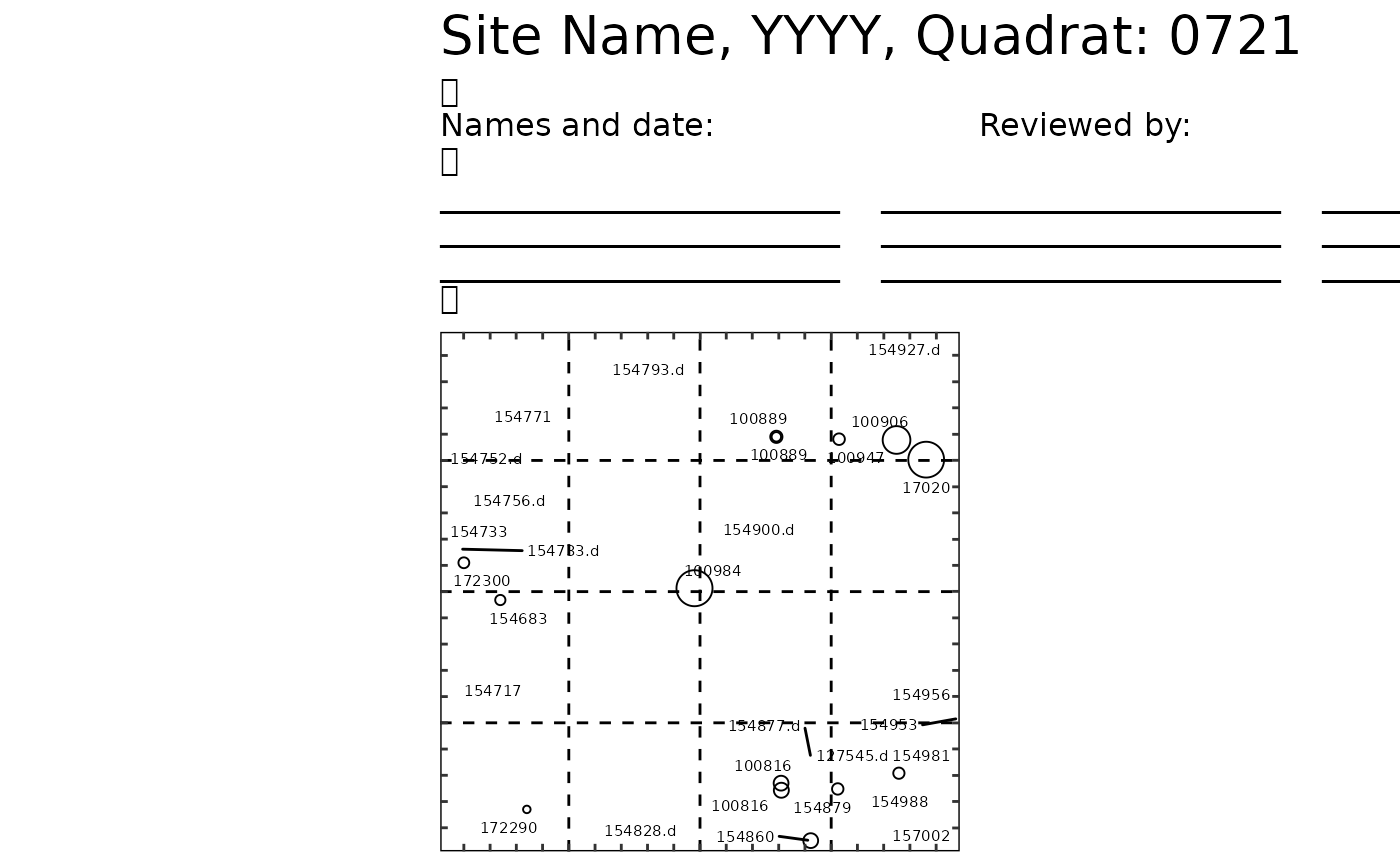 Site Name, YYYY, Quadrat: 0721
Names and date: Reviewed by:
154927.d
154793.d
154771
100889
100906
100889
100947
154752.d
17020
154756.d
154733
154900.d
154783.d
100984
172300
154683
154717
154956
154877.d
154953
127545.d
154981
100816
100816
154879
154988
172290
154828.d
154860
157002